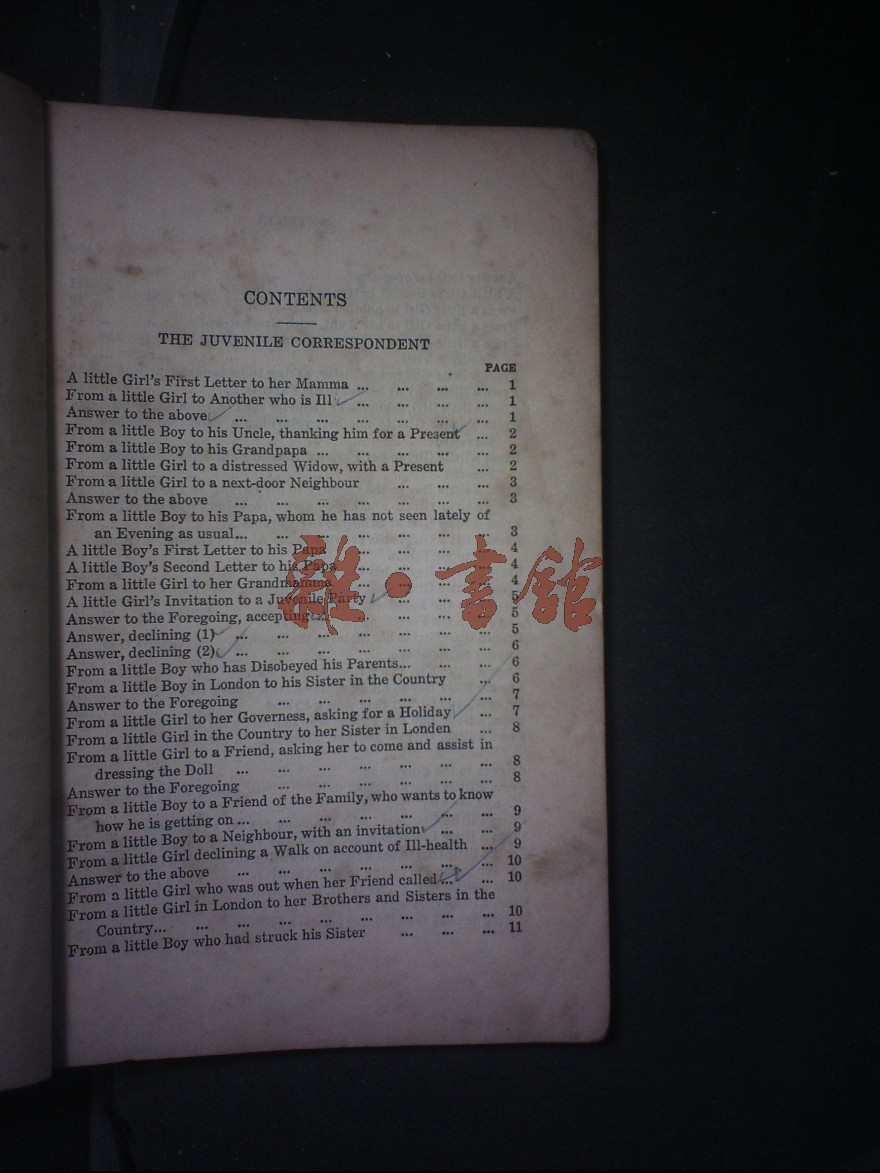 CONTENTS
THE JUVENILE CORRESPONDENT
PAGE
A little Girl's First Letter to her Mamma ... ... ... ... 1
From a little Girl to Another who is Ill ... ... ... ... 1
Answer to the above ... ... ... ... ... ... ... 1
From a little Boy to his Uncle, thanking him for a Present ... 2
From a little Boy to his Grandpapa ... ... ... ... ... 2
From a little Girl to a distressed Widow, with a Present ... 2
From a little Girl to a next-door Neighbour ... ... ... 3
Answer to the above ... ... ... ... ... ... ... 3
From a little Boy to his Papa, whom he has not seen lately of
an Evening as usual... ... ... ... ... ... ... 3
A little Boy's First Letter to his Papa ... ... ... ... 4
A little Boy's Second Letter to his Papa ... ... ... ... 4
From a little Girl to her Grandmamma ... ... ... ... 4
A little Girl's Invitation to a Juvenile Party ... ... ... 5
Answer to the Foregoing, accepting ... ... ... ... 5
Answer, declining (1) ... ... ... ... ... ... ... 5
Answer, declining (2) ... ... ... ... ... ... ... 6
From a little Boy who has Disobeyed his Parents... ... ... 6
From a little Boy in London to his Sister in the Country ... 6
Answer to the Foregoing ... ... ... ... ... ... 7
From a little Girl to her Governess, asking for a Holiday ... 7
From a little Girl in the Country to her Sister in Londen ... 8
From a little Girl to a Friend, asking her to come and assist in
dressing the Doll ... ... ... ... ... ... ... 8
Answer to the Foregoing ... ... ... ... ... ... 8
From a little Boy to a Friend of the Family, who wants to know
how he is getting on ... ... ... ... ... ... ... 9
From a little Boy to a Neighbour, with an invitation ... ... 9
From a little Girl declining a Walk on account of Ill-health ... 9
Answer to the above ... ... ... ... ... ... ... 10
From a little Girl who was out when her Friend called ... ... 10
From a little Girl in London to her Brothers and Sisters in the
Country... ... ... ... ... ... ... ... ... 10
From a little Boy who had struck his Sister ... ... ... 11
雜·書館